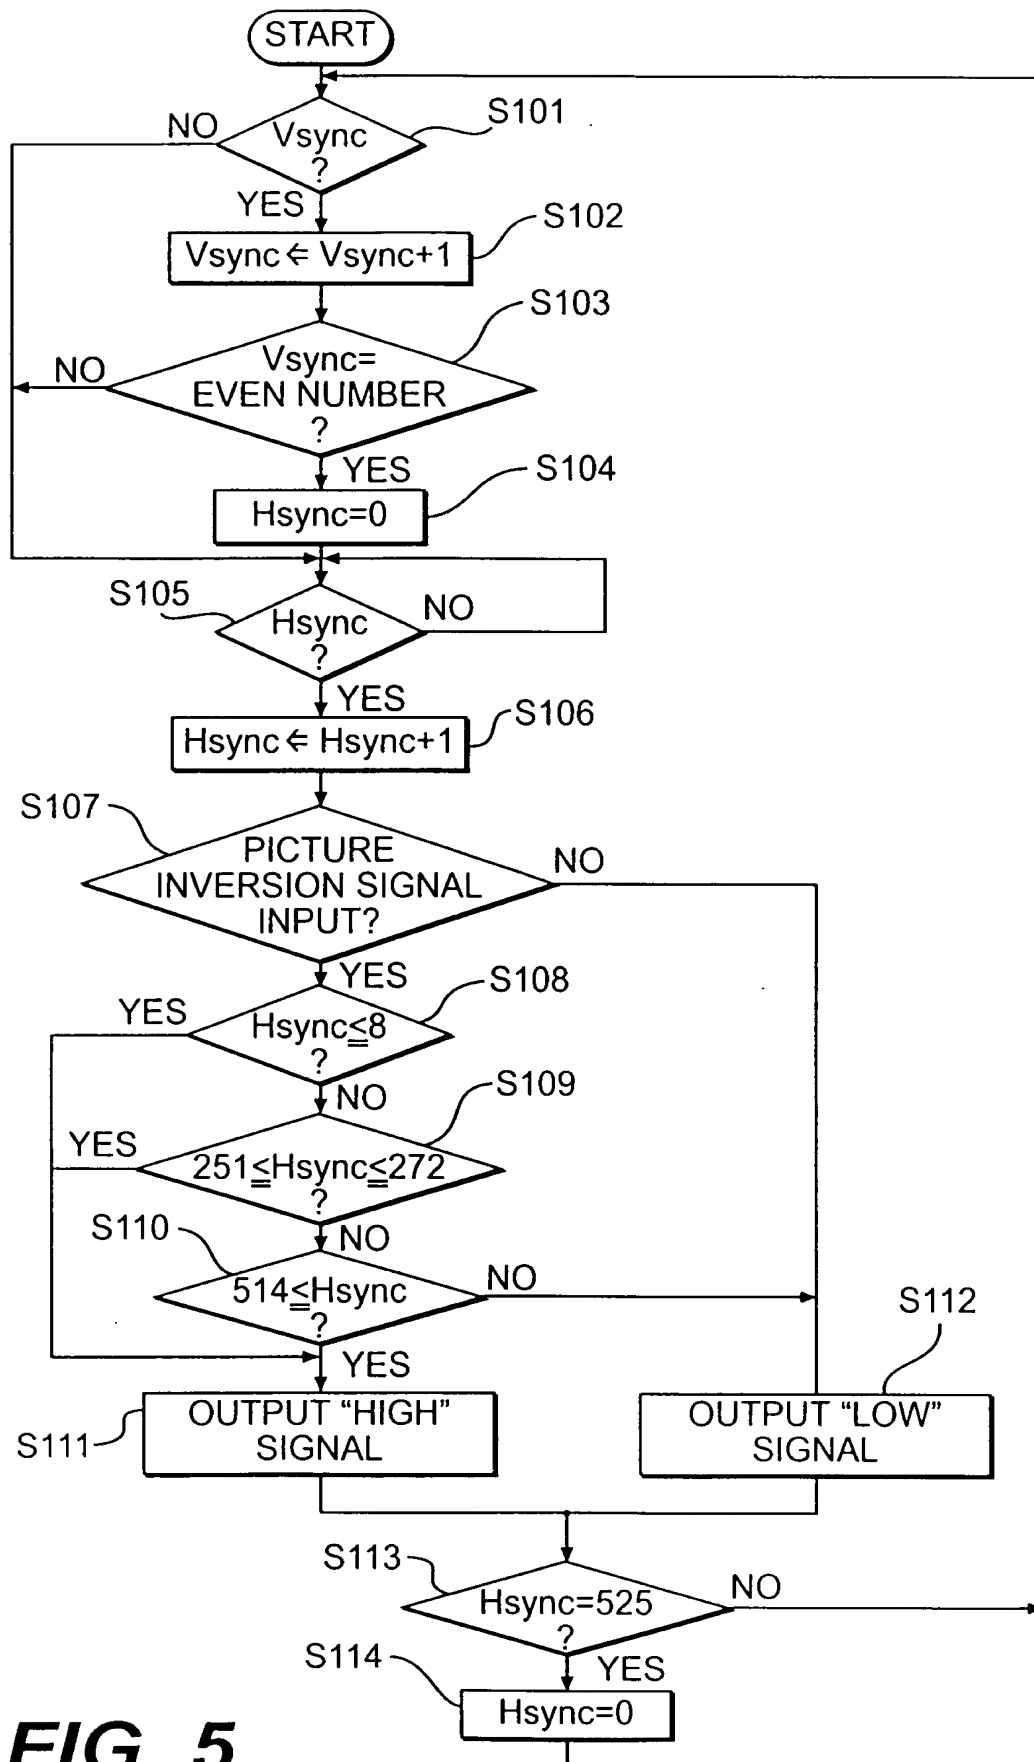 START
S101
NO
Vsync
?
YES
S102
Vsync ⇐ Vsync+1
S103
Vsync=
EVEN NUMBER
?
NO
YES
S104
Hsync=0
S105
Hsync
?
NO
YES
S106
Hsync ⇐ Hsync+1
S107
PICTURE
INVERSION SIGNAL
INPUT?
NO
YES
S108
YES
Hsync≦8
?
NO
S109
YES
251≦Hsync≦272
?
S110
NO
514≦Hsync
?
NO
S112
YES
OUTPUT “HIGH”
SIGNAL
S111
OUTPUT “LOW”
SIGNAL
S113
Hsync=525
?
NO
S114
YES
Hsync=0
FIG. 5